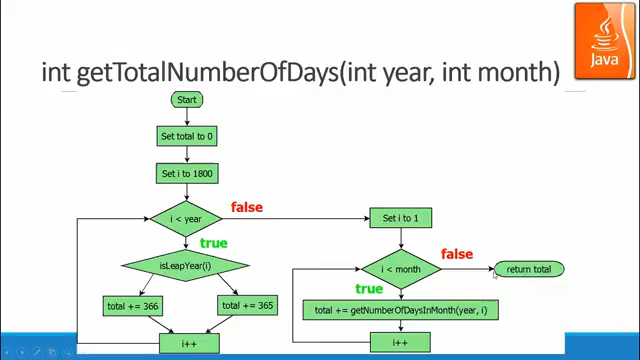 Java
int getTotalNumberOfDays(int year, int month)
Start
Set total to 0
Set i to 1800
i < year
false
true
isLeapYear(i)
total += 366
total += 365
i++
Set i to 1
i < month
false
true
return total
total += getNumberOfDaysInMonth(year, i)
i++